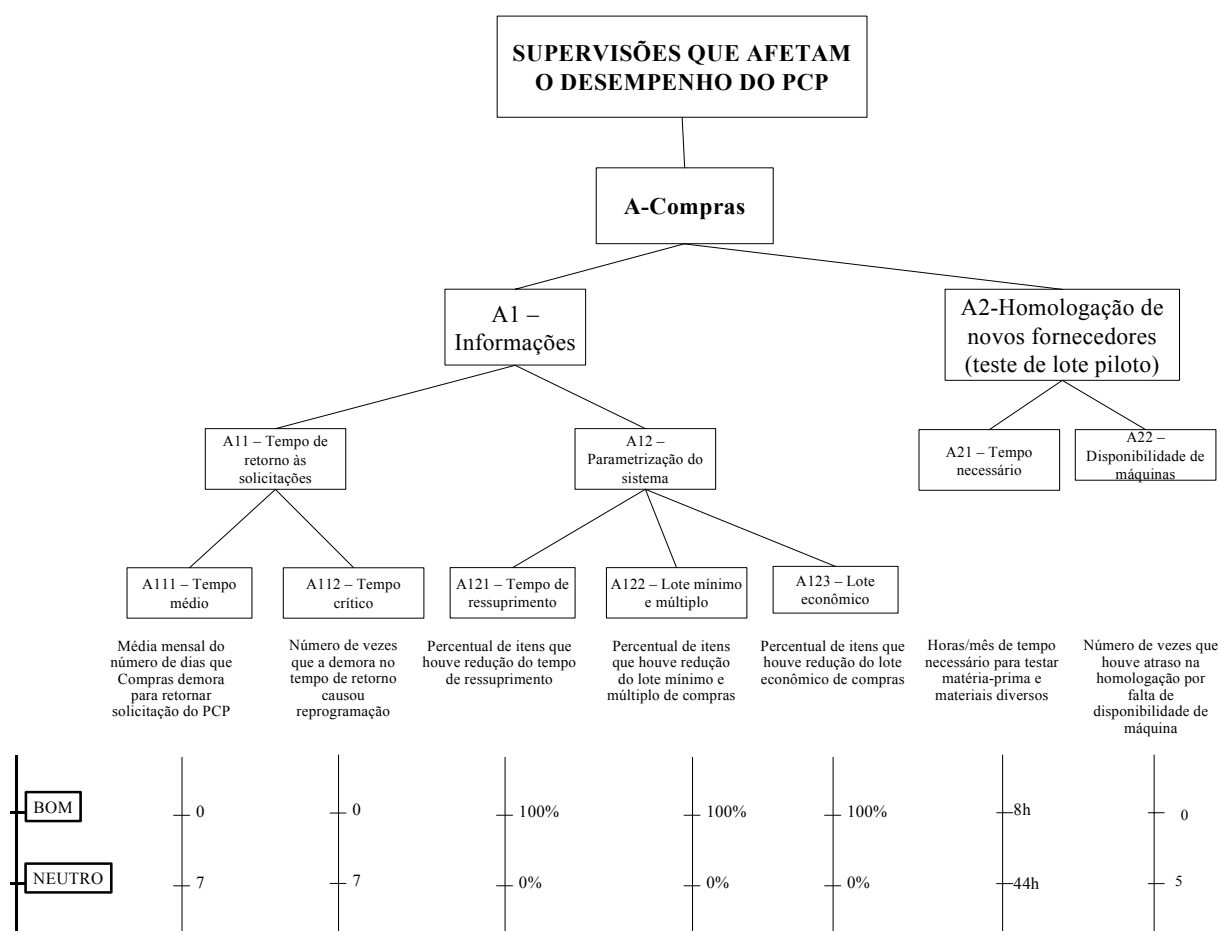 SUPERVISÕES QUE AFETAM
O DESEMPENHO DO PCP
A-Compras
A1 –
Informações
A2-Homologação de
novos fornecedores
(teste de lote piloto)
A11 – Tempo de
retorno às
solicitações
A12 –
Parametrização do
sistema
A21 – Tempo
necessário
A22 –
Disponibilidade de
máquinas
A111 – Tempo
médio
A112 – Tempo
crítico
A121 – Tempo de
ressuprimento
A122 – Lote mínimo
e múltiplo
A123 – Lote
econômico
Média mensal do
número de dias que
Compras demora
para retornar
solicitação do PCP
Número de vezes
que a demora no
tempo de retorno
causou
reprogramação
Percentual de itens que
houve redução do tempo
de ressuprimento
Percentual de itens
que houve redução
do lote mínimo e
múltiplo de compras
Percentual de itens
que houve redução do lote
econômico de compras
Horas/mês de tempo
necessário para testar
matéria-prima e
materiais diversos
Número de vezes que
houve atraso na
homologação por
falta de
disponibilidade de
máquina
BOM
0
0
100%
100%
100%
8h
0
NEUTRO
7
7
0%
0%
0%
44h
5